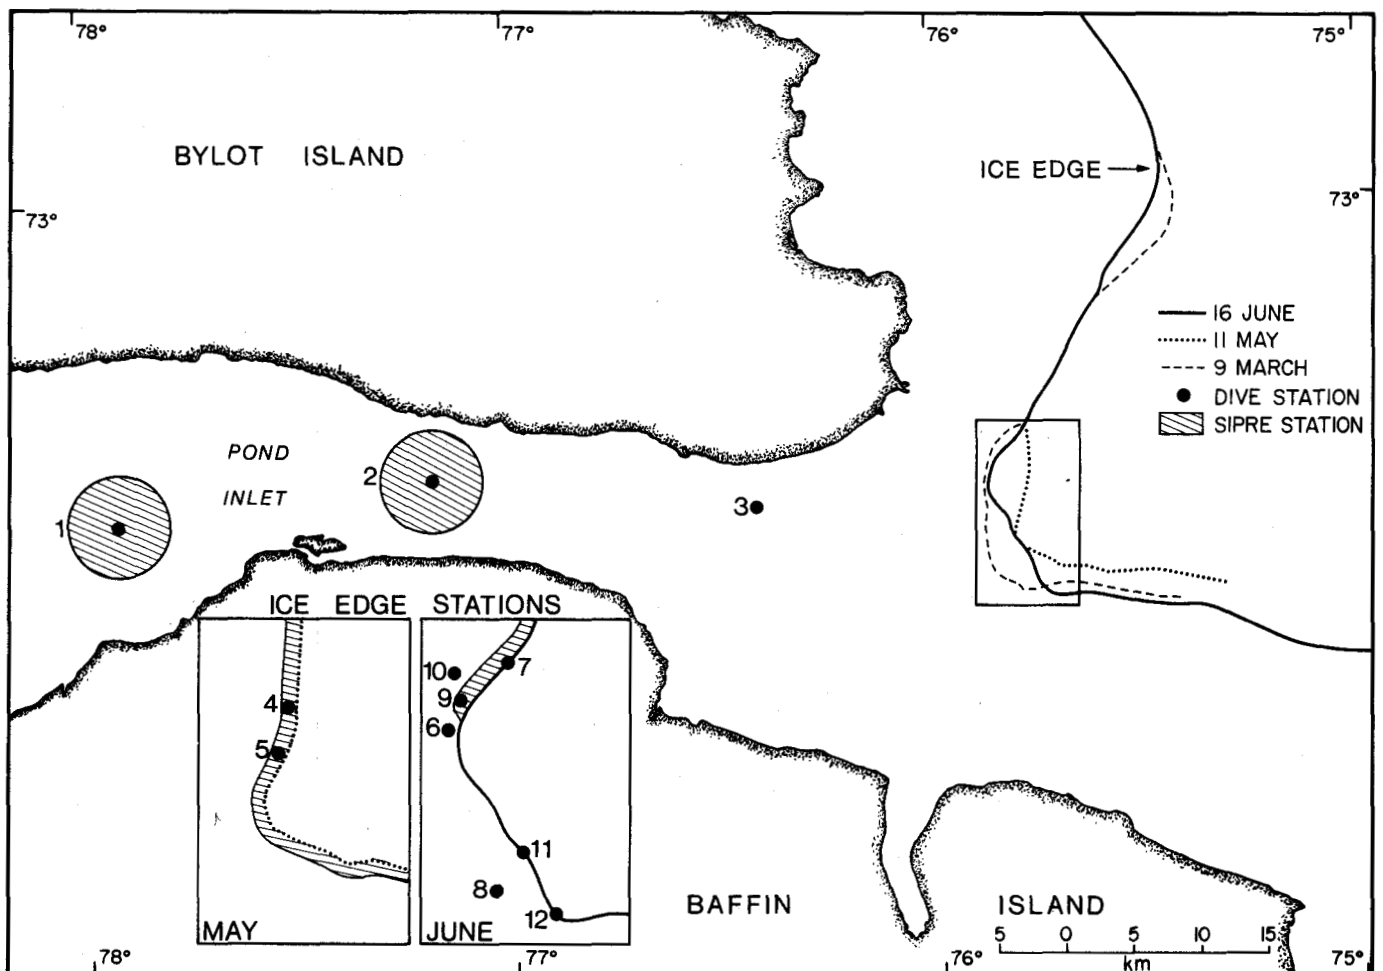 78° 77° 76° 75°
BYLOT ISLAND
ICE EDGE
73° 73°
16 JUNE
11 MAY
9 MARCH
DIVE STATION
SIPRE STATION
POND
INLET
1
2
3
ICE EDGE STATIONS
4
5
MAY
10
7
9
6
11
8
12
JUNE
BAFFIN ISLAND
5 0 5 10 15
km
78° 77° 76° 75°